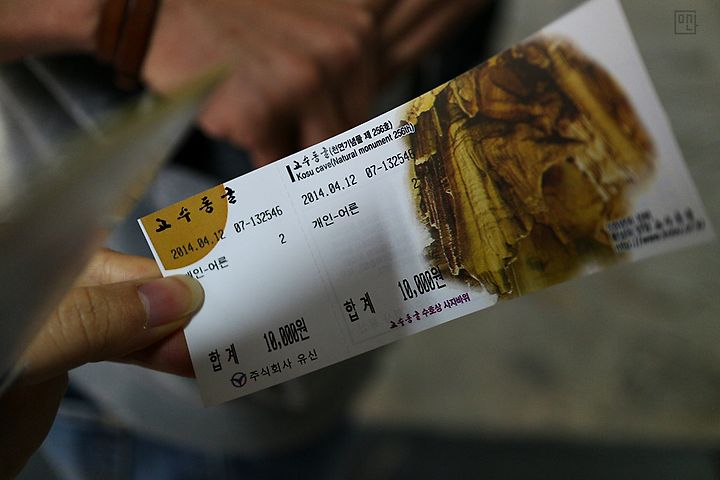 고수동굴
2014.04.12 07-132546
개인-어른 2
합계 10,000원
주식회사 유신
고수동굴(천연기념물 제 256호)
Kosu cave(Natural monument 256th)
2014.04.12 07-132546
개인-어른
합계 10,000원
고수동굴 수호상 사자바위